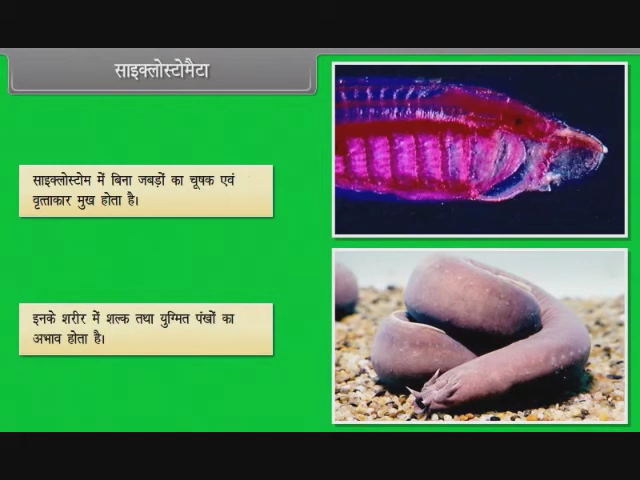 साइक्लोस्टोमैटा
साइक्लोस्टोम में बिना जबड़ों का चूषक एवं
वृत्ताकार मुख होता है।
इनके शरीर में शल्क तथा युग्मित पंखों का
अभाव होता है।